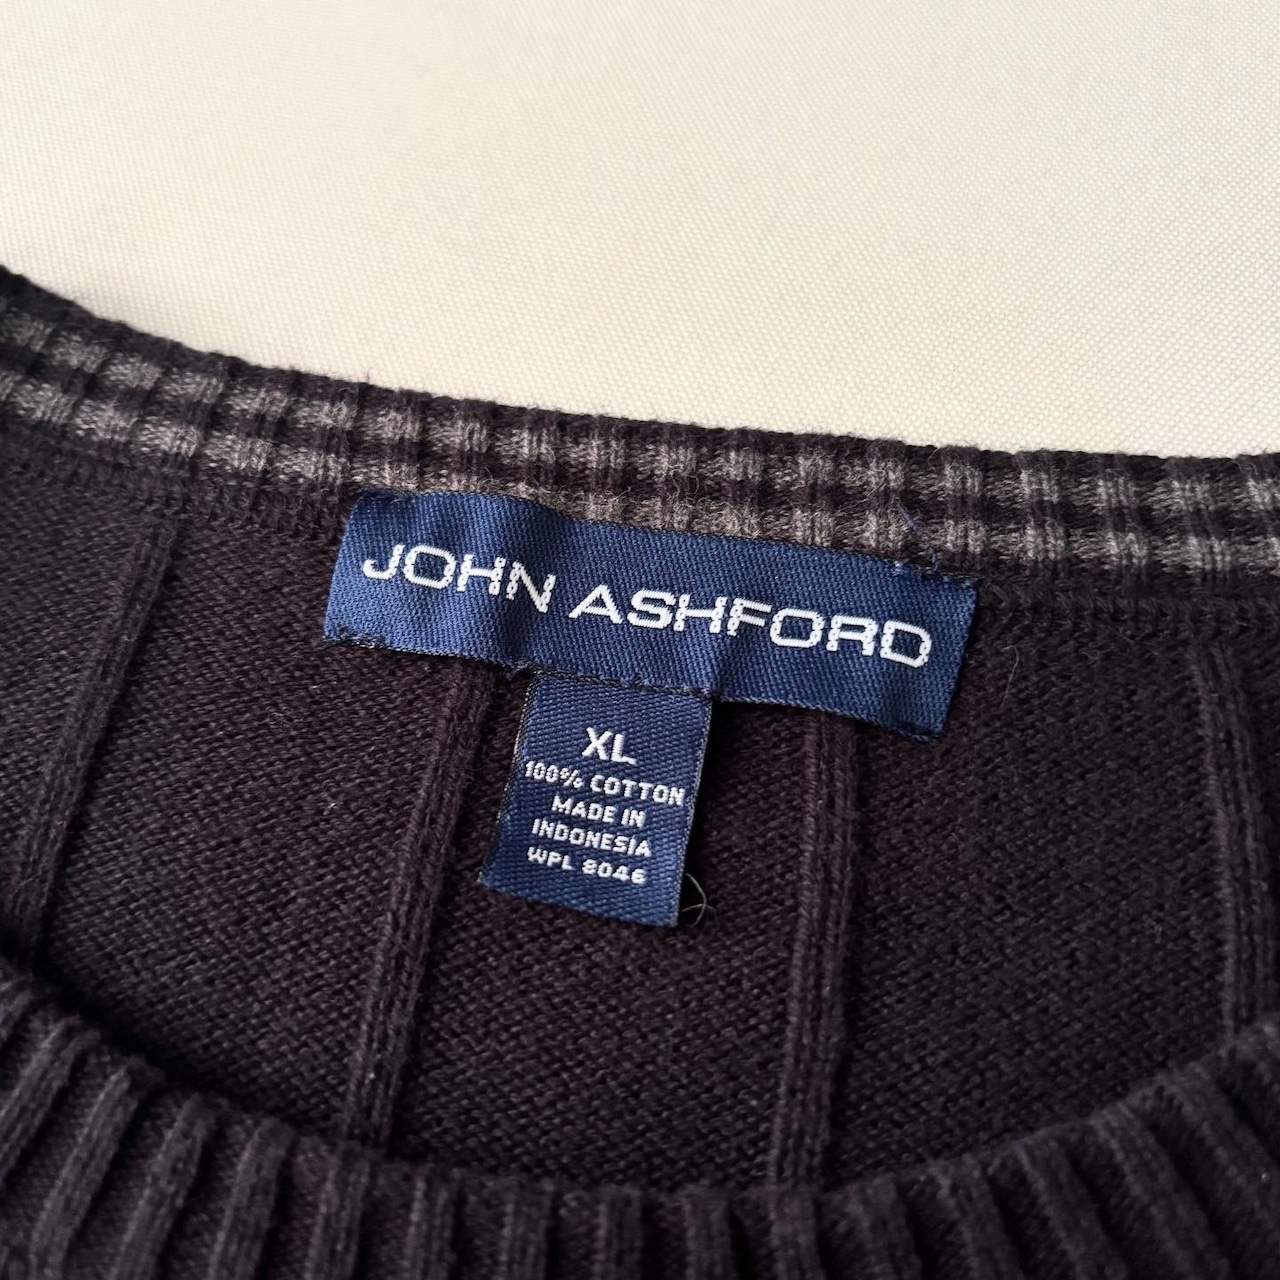 JOHN ASHFORD
XL
100% COTTON
MADE IN
INDONESIA
WPL 8046